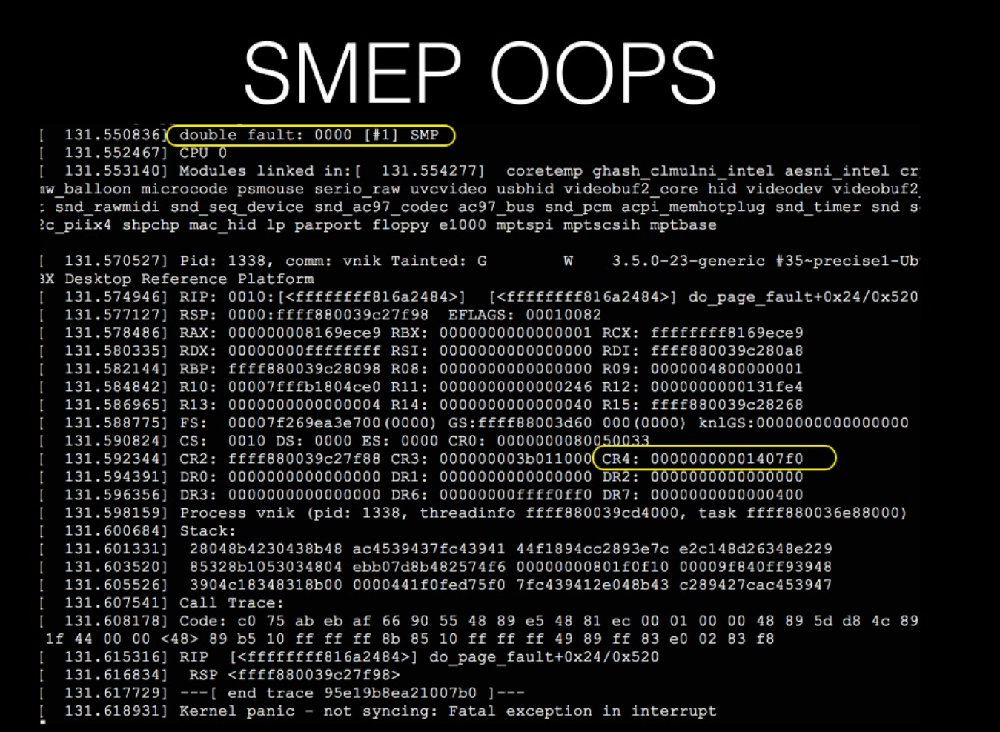 SMEP OOPS
[  131.550836] double fault: 0000 [#1] SMP
[  131.552467] CPU 0
[  131.553140] Modules linked in:[  131.554277]  coretemp ghash_clmulni_intel aesni_intel cr
mw_balloon microcode psmouse serio_raw uvcvideo usbhid videobuf2_core hid videodev videobuf2_
t snd_rawmidi snd_seq_device snd_ac97_codec ac97_bus snd_pcm acpi_memhotplug snd_timer snd s
2c_piix4 shpchp mac_hid lp parport floppy e1000 mptspi mptscsih mptbase
[  131.570527] Pid: 1338, comm: vnik Tainted: G        W    3.5.0-23-generic #35~precise1-Ub
BX Desktop Reference Platform
[  131.574946] RIP: 0010:[<ffffffff816a2484>]  [<ffffffff816a2484>] do_page_fault+0x24/0x520
[  131.577127] RSP: 0000:ffff880039c27f98  EFLAGS: 00010082
[  131.578486] RAX: 000000008169ece9 RBX: 0000000000000001 RCX: ffffffff8169ece9
[  131.580335] RDX: 00000000ffffffff RSI: 0000000000000000 RDI: ffff880039c280a8
[  131.582144] RBP: ffff880039c28098 R08: 0000000000000000 R09: 0000004800000001
[  131.584842] R10: 00007fffb1804ce0 R11: 0000000000000246 R12: 0000000000131fe4
[  131.586965] R13: 0000000000000004 R14: 0000000000000040 R15: ffff880039c28268
[  131.588775] FS:  00007f269ea3e700(0000) GS:ffff88003d60 000(0000) knlGS:0000000000000000
[  131.590824] CS:  0010 DS: 0000 ES: 0000 CR0: 0000000080050033
[  131.592344] CR2: ffff880039c27f88 CR3: 000000003b011000 CR4: 00000000001407f0
[  131.594391] DR0: 0000000000000000 DR1: 0000000000000000 DR2: 0000000000000000
[  131.596356] DR3: 0000000000000000 DR6: 00000000ffff0ff0 DR7: 0000000000000400
[  131.598159] Process vnik (pid: 1338, threadinfo ffff880039cd4000, task ffff880036e88000)
[  131.600684] Stack:
[  131.601331]  28048b4230438b48 ac4539437fc43941 44f1894cc2893e7c e2c148d26348e229
[  131.603520]  85328b1053034804 ebb07d8b482574f6 00000000801f0f10 00009f840ff93948
[  131.605526]  3904c18348318b00 0000441f0fed75f0 7fc439412e048b43 c289427cac453947
[  131.607541] Call Trace:
[  131.608178] Code: c0 75 ab eb af 66 90 55 48 89 e5 48 81 ec 00 01 00 00 48 89 5d d8 4c 89
1f 44 00 00 <48> 89 b5 10 ff ff ff 8b 85 10 ff ff ff 49 89 ff 83 e0 02 83 f8
[  131.615316] RIP  [<ffffffff816a2484>] do_page_fault+0x24/0x520
[  131.616834]  RSP <ffff880039c27f98>
[  131.617729] ---[ end trace 95e19b8ea21007b0 ]---
[  131.618931] Kernel panic - not syncing: Fatal exception in interrupt